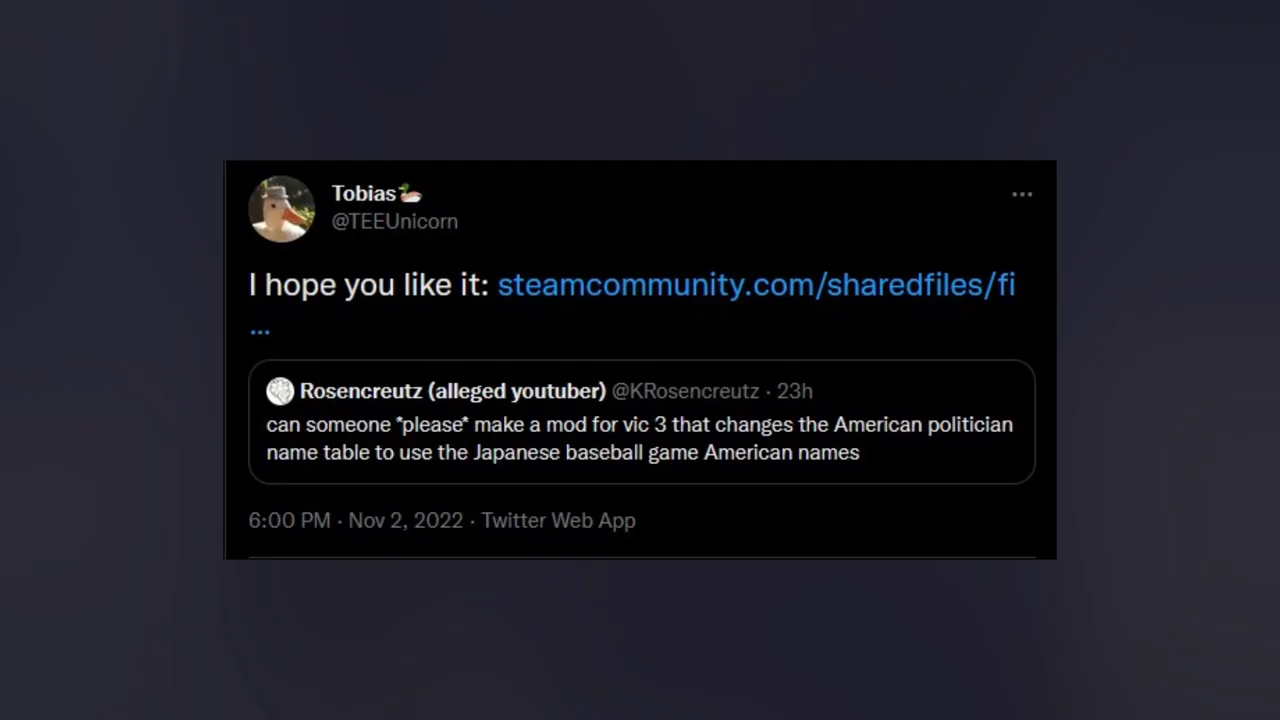 Tobias🦆
@TEEUnicorn
I hope you like it: steamcommunity.com/sharedfiles/fi
...
Rosencreutz (alleged youtuber) @KRosencreutz · 23h
can someone *please* make a mod for vic 3 that changes the American politician
name table to use the Japanese baseball game American names
6:00 PM · Nov 2, 2022 · Twitter Web App